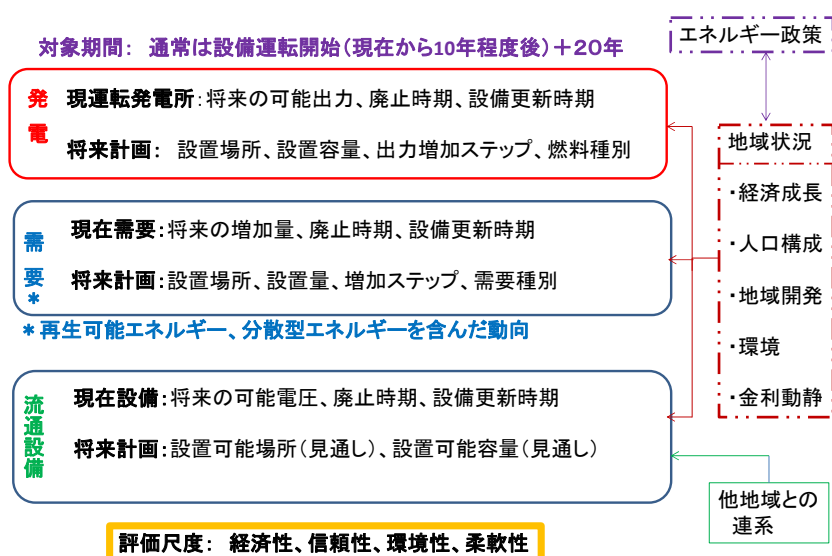 対象期間： 通常は設備運転開始（現在から10年程度後）＋２０年
エネルギー政策
発電
現運転発電所：将来の可能出力、廃止時期、設備更新時期
将来計画： 設置場所、設置容量、出力増加ステップ、燃料種別
需要＊
現在需要：将来の増加量、廃止時期、設備更新時期
将来計画：設置場所、設置量、増加ステップ、需要種別
＊再生可能エネルギー、分散型エネルギーを含んだ動向
流通設備
現在設備：将来の可能電圧、廃止時期、設備更新時期
将来計画：設置可能場所（見通し）、設置可能容量（見通し）
地域状況
・経済成長
・人口構成
・地域開発
・環境
・金利動静
他地域との
連系
評価尺度： 経済性、信頼性、環境性、柔軟性